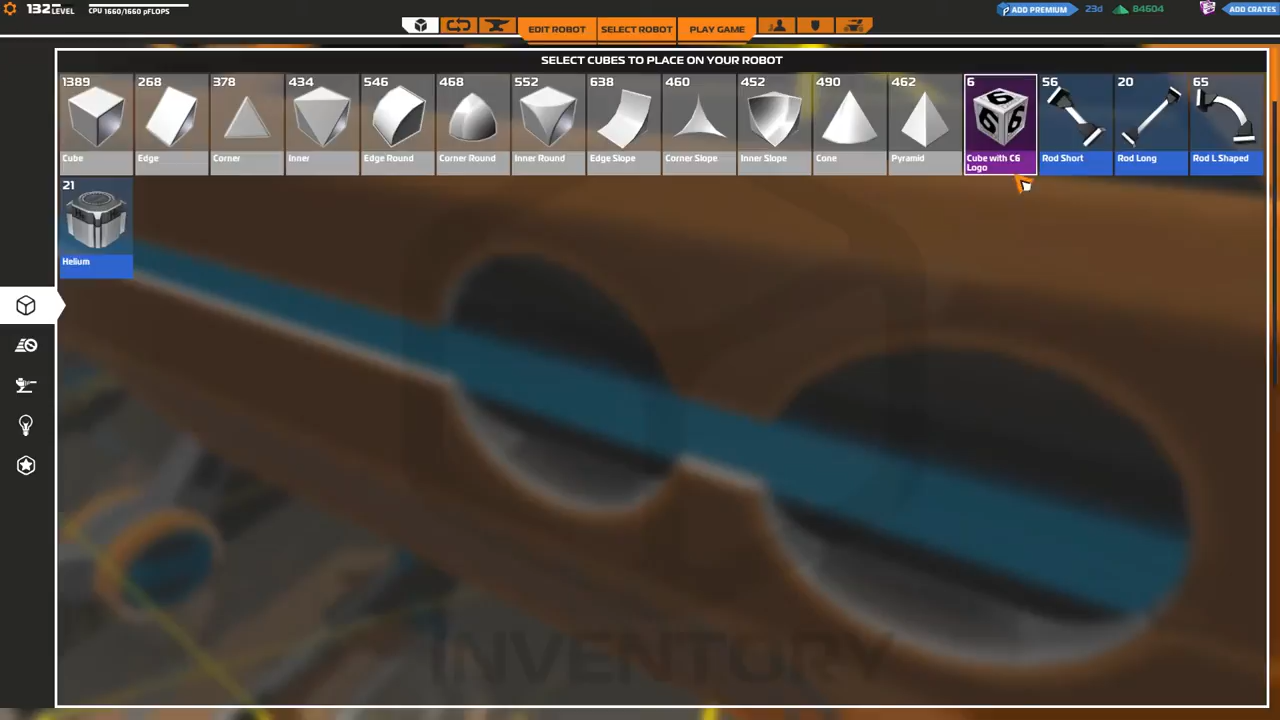 132 LEVEL
CPU 1660/1660 pFLOPS
ADD PREMIUM
23d
84604
ADD CRATES
EDIT ROBOT
SELECT ROBOT
PLAY GAME
SELECT CUBES TO PLACE ON YOUR ROBOT
1389 268 378 434 546 468 552 638 460 452 490 462 6 56 20 65
6 6 6
Cube Edge Corner Inner Edge Round Corner Round Inner Round Edge Slope Corner Slope Inner Slope Cone Pyramid Cube with C6 Rod Short Rod Long Rod L Shaped
Logo
21
Helium
INVENTORY